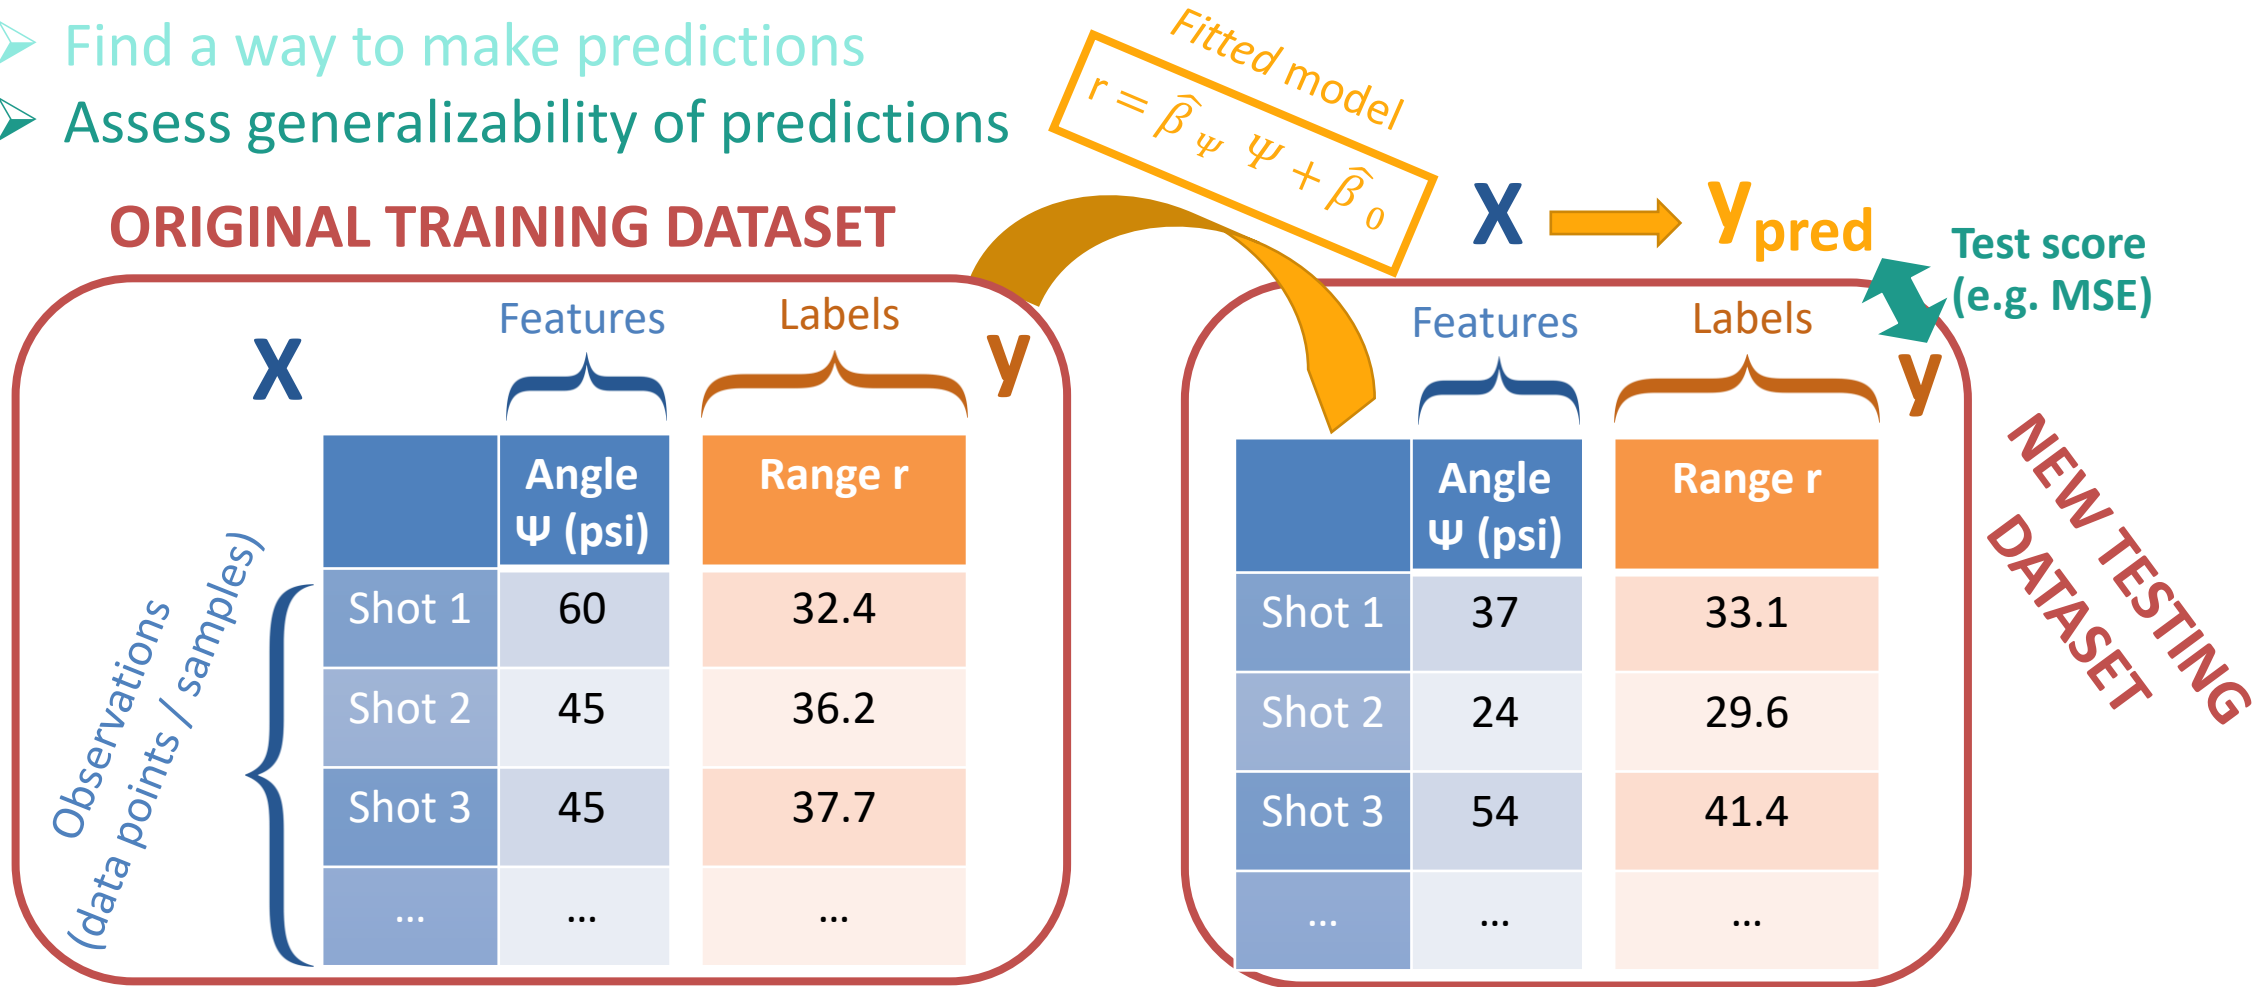 Find a way to make predictions
Assess generalizability of predictions
Fitted model
r = β̂_Ψ Ψ + β̂_0
X
y_pred
Test score
(e.g. MSE)
ORIGINAL TRAINING DATASET
X
Features
Labels
y
Angle
Ψ (psi)
Range r
Shot 1 60 32.4
Shot 2 45 36.2
Shot 3 45 37.7
... ... ...
Observations
(data points / samples)
Features
Labels
y
Angle
Ψ (psi)
Range r
Shot 1 37 33.1
Shot 2 24 29.6
Shot 3 54 41.4
... ... ...
NEW TESTING
DATASET